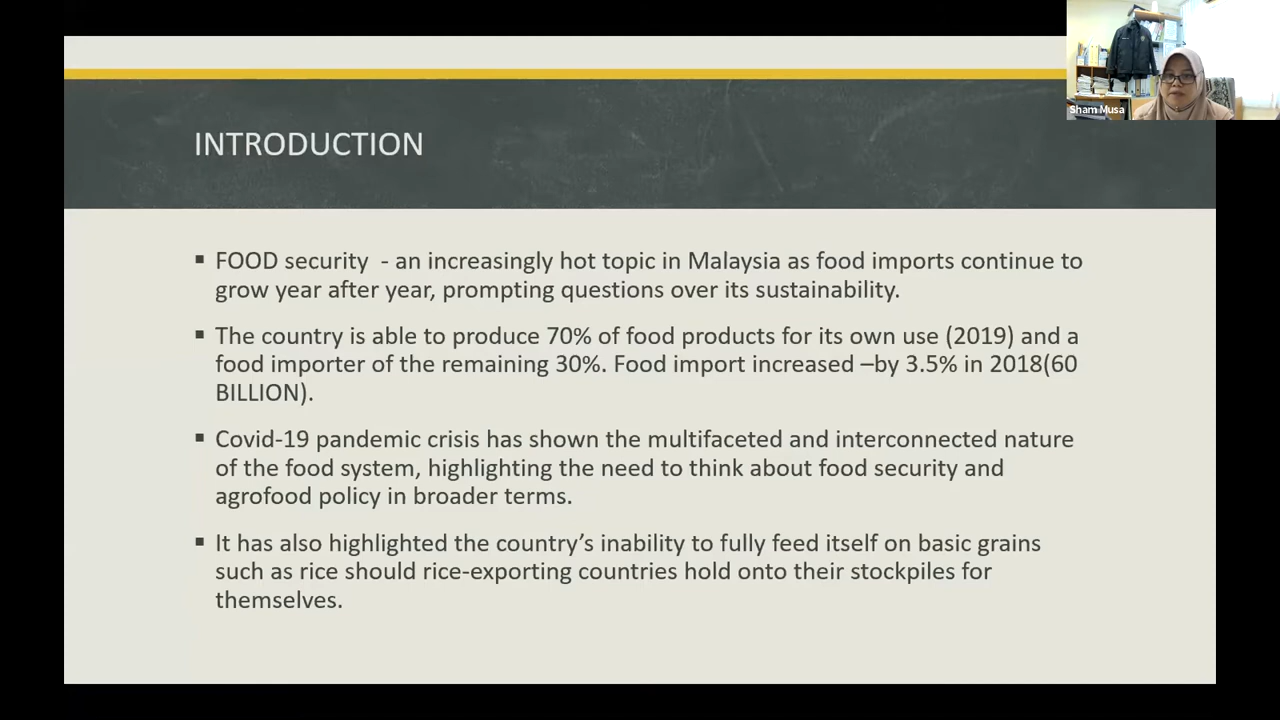 Sham Musa
INTRODUCTION
▪ FOOD security  - an increasingly hot topic in Malaysia as food imports continue to
grow year after year, prompting questions over its sustainability.
▪ The country is able to produce 70% of food products for its own use (2019) and a
food importer of the remaining 30%. Food import increased –by 3.5% in 2018(60
BILLION).
▪ Covid-19 pandemic crisis has shown the multifaceted and interconnected nature
of the food system, highlighting the need to think about food security and
agrofood policy in broader terms.
▪ It has also highlighted the country’s inability to fully feed itself on basic grains
such as rice should rice-exporting countries hold onto their stockpiles for
themselves.